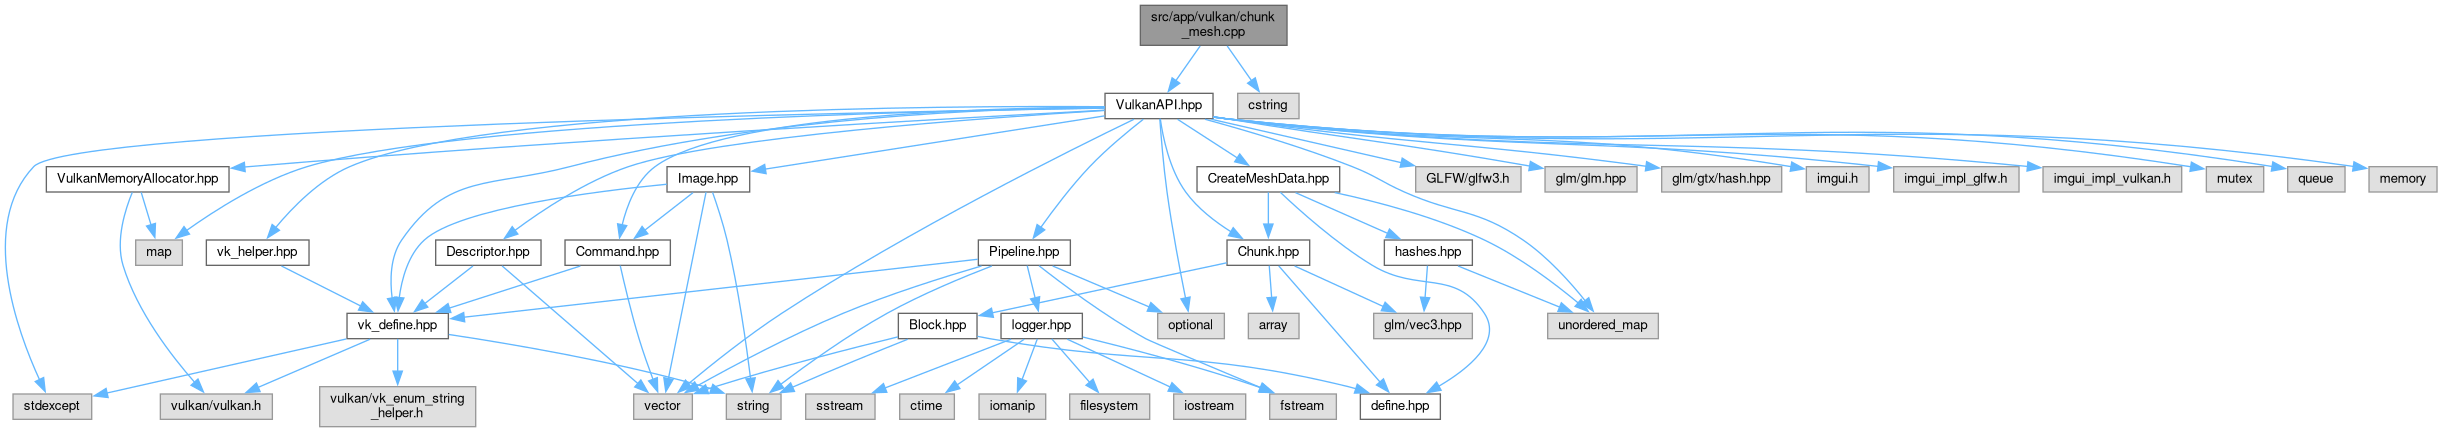 src/app/vulkan/chunk
_mesh.cpp
VulkanAPI.hpp
cstring
VulkanMemoryAllocator.hpp
Image.hpp
CreateMeshData.hpp
GLFW/glfw3.h
glm/glm.hpp
glm/gtx/hash.hpp
imgui.h
imgui_impl_glfw.h
imgui_impl_vulkan.h
mutex
queue
memory
map
vk_helper.hpp
Descriptor.hpp
Command.hpp
Pipeline.hpp
Chunk.hpp
hashes.hpp
vk_define.hpp
Block.hpp
logger.hpp
optional
array
glm/vec3.hpp
unordered_map
stdexcept
vulkan/vulkan.h
vulkan/vk_enum_string
_helper.h
vector
string
sstream
ctime
iomanip
filesystem
iostream
fstream
define.hpp